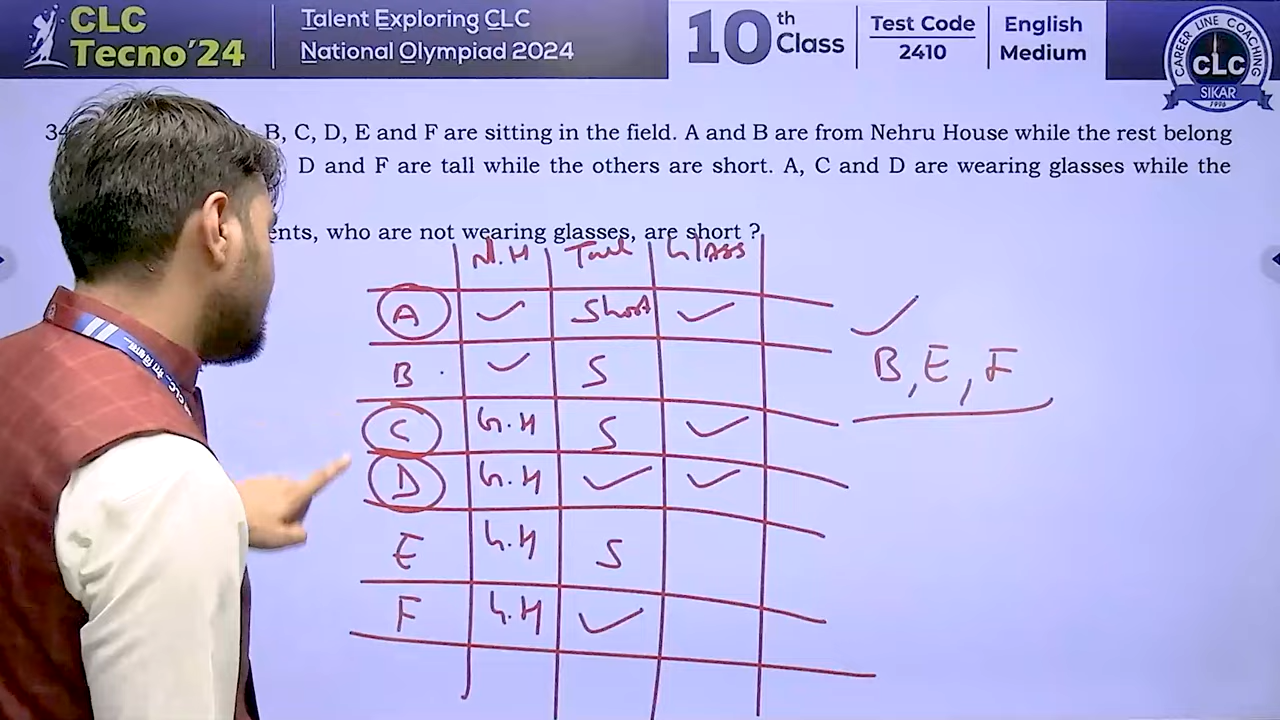 CLC
Tecno'24
Talent Exploring CLC
National Olympiad 2024
10th Class
Test Code
2410
English
Medium
CAREER LINE COACHING
CLC
SIKAR
1996
34
B, C, D, E and F are sitting in the field. A and B are from Nehru House while the rest belong
D and F are tall while the others are short. A, C and D are wearing glasses while the
ents, who are not wearing glasses, are short ?
N.H Tall Glass
A ✓ Short ✓
B ✓ S
C G.H S ✓
D G.H ✓ ✓
E G.H S
F G.H ✓
✓
B, E, F
CLC